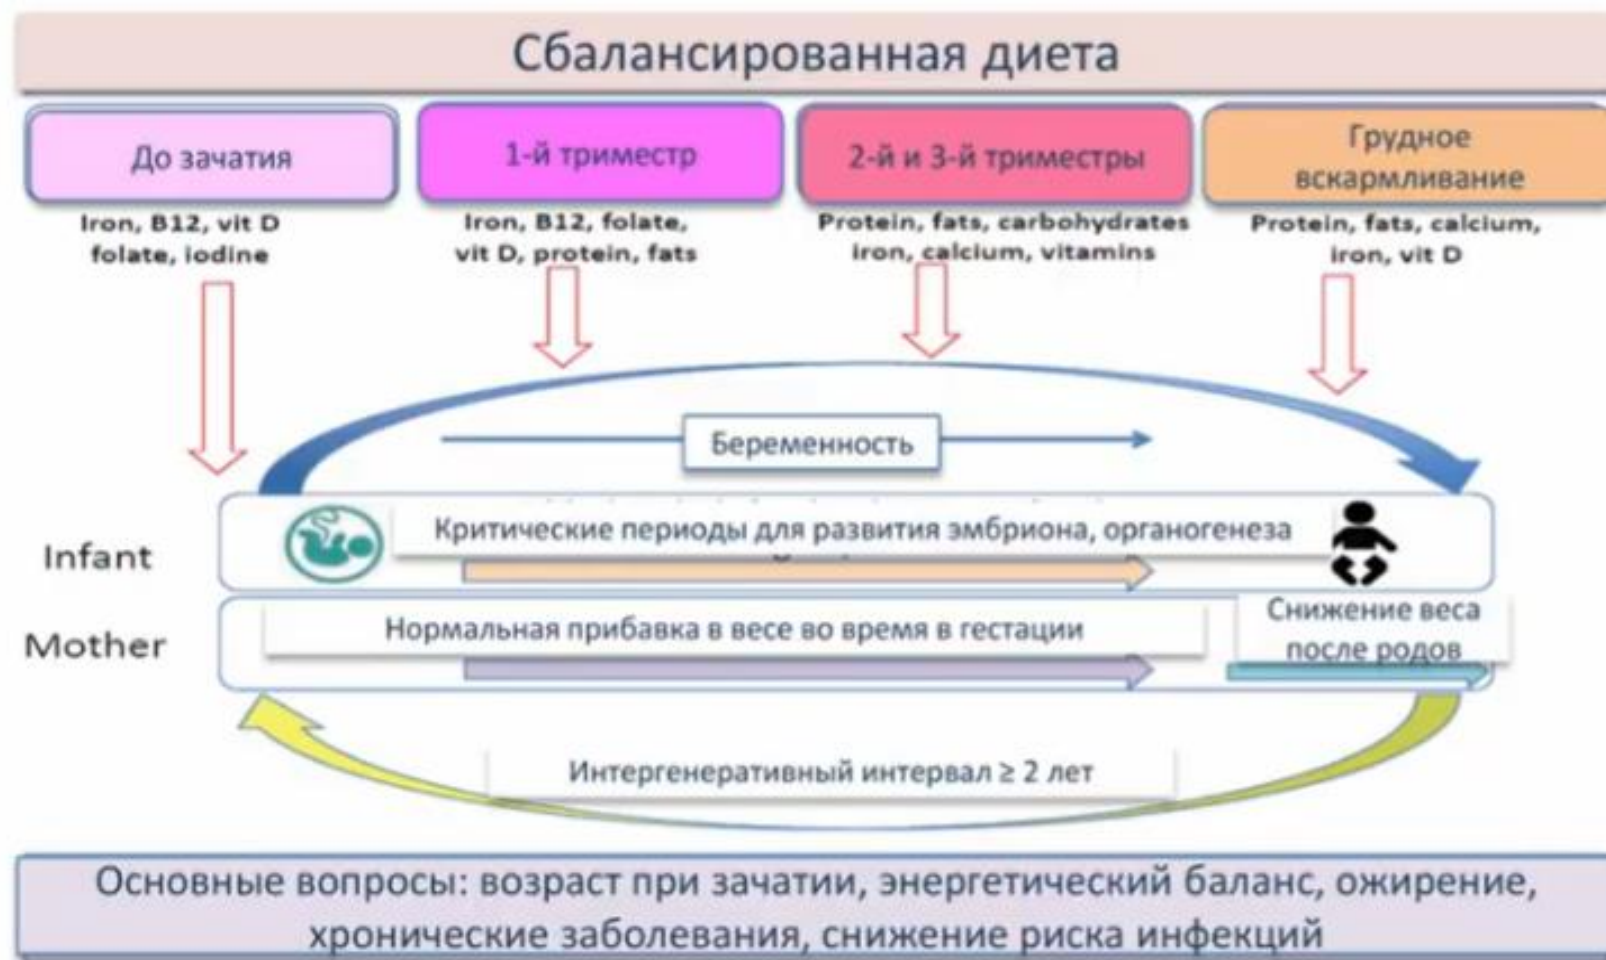 Сбалансированная диета
До зачатия
1-й триместр
2-й и 3-й триместры
Грудное
вскармливание
Iron, B12, vit D
folate, iodine
Iron, B12, folate,
vit D, protein, fats
Protein, fats, carbohydrates
iron, calcium, vitamins
Protein, fats, calcium,
iron, vit D
Беременность
Infant
Критические периоды для развития эмбриона, органогенеза
Mother
Нормальная прибавка в весе во время в гестации
Снижение веса
после родов
Интергенеративный интервал ≥ 2 лет
Основные вопросы: возраст при зачатии, энергетический баланс, ожирение,
хронические заболевания, снижение риска инфекций